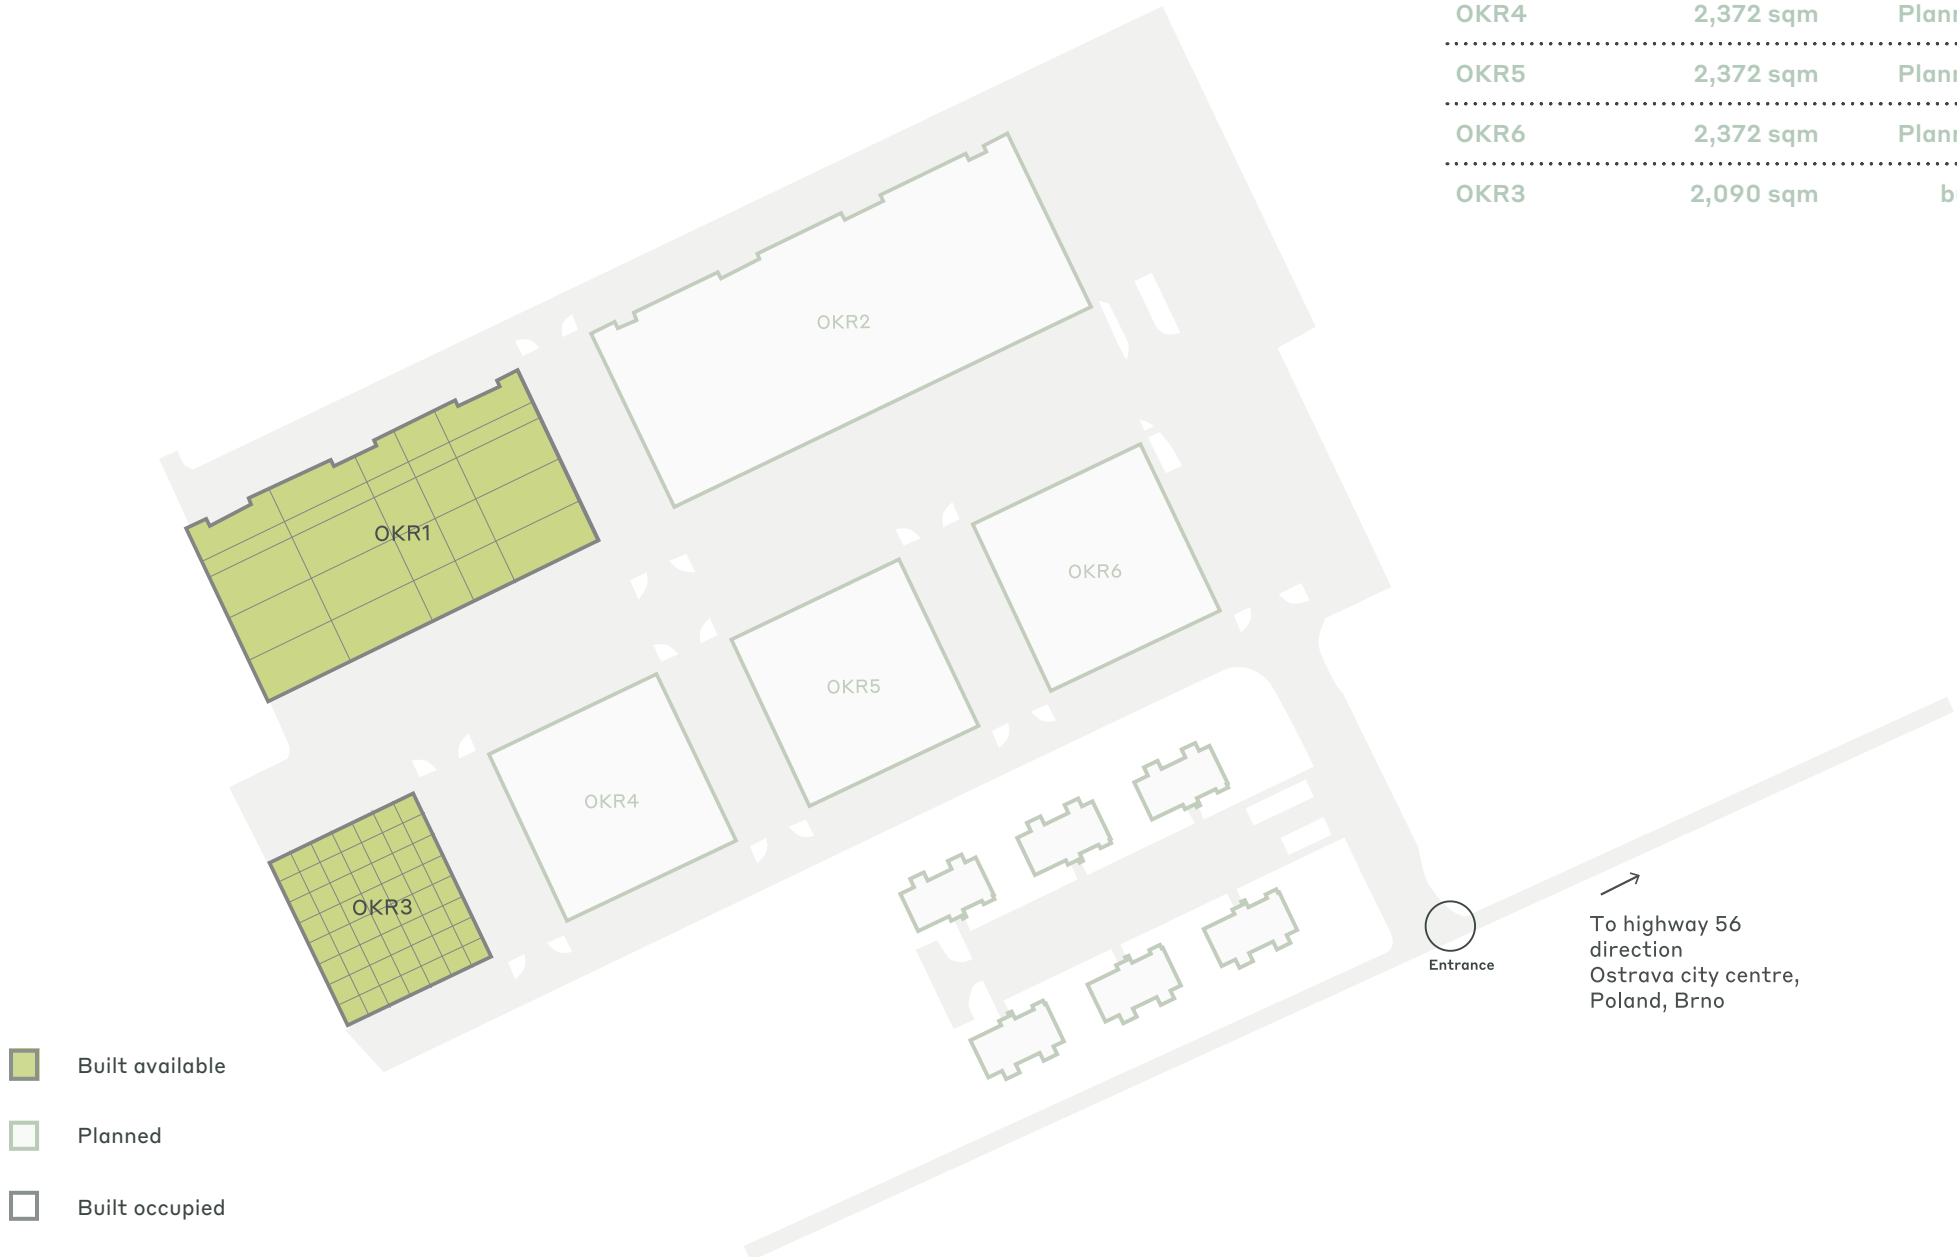 OKR4 2,372 sqm
OKR5 2,372 sqm
OKR6 2,372 sqm
OKR3 2,090 sqm
OKR2
OKR1
OKR6
OKR5
OKR4
OKR3
To highway 56
direction
Ostrava city centre,
Poland, Brno
Entrance
Built available
Planned
Built occupied